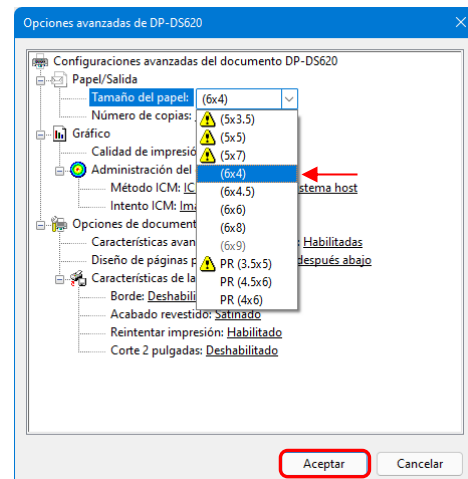 Opciones avanzadas de DP-DS620
Configuraciones avanzadas del documento DP-DS620
Papel/Salida
Tamaño del papel: (6x4)
Número de copias:
(5x3.5)
(5x5)
(5x7)
(6x4)
(6x4.5)
(6x6)
(6x8)
(6x9)
PR (3.5x5)
PR (4.5x6)
PR (4x6)
Gráfico
Calidad de impresió
Administración del
Método ICM: IC stema host
Intento ICM: Ima
Opciones de document
Características avan : Habilitadas
Diseño de páginas p después abajo
Características de la
Borde: Deshabili
Acabado revestido: Satinado
Reintentar impresión: Habilitado
Corte 2 pulgadas: Deshabilitado
Aceptar Cancelar